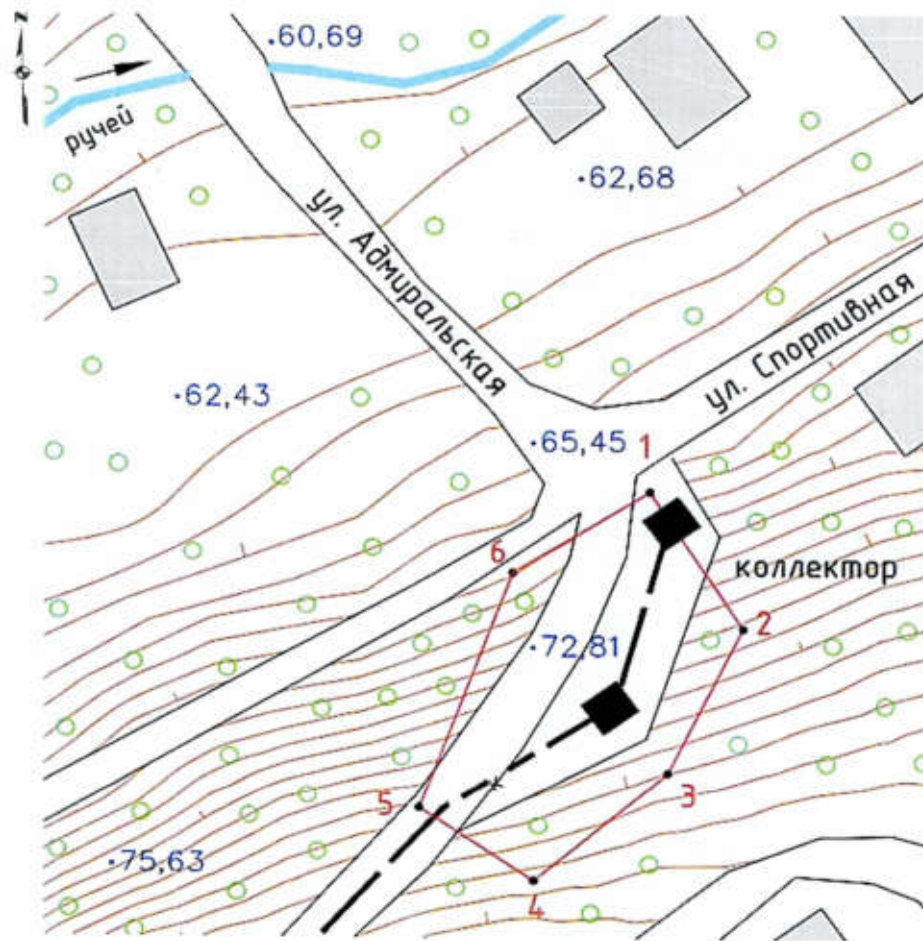 N
60,69
ручей
62,68
ул. Адмиральская
ул. Спортивная
62,43
65,45
1
6
коллектор
2
72,81
3
5
75,63
4